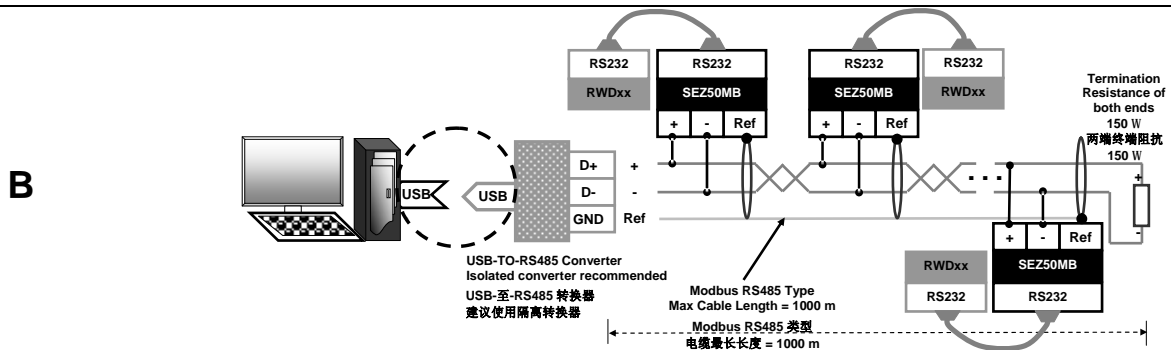 B
USB
USB
D+
D-
GND
+
-
Ref
USB-TO-RS485 Converter
Isolated converter recommended
USB-至-RS485 转换器
建议使用隔离转换器
RS232
RWDxx
RS232
SEZ50MB
+ - Ref
RS232
SEZ50MB
+ - Ref
RS232
RWDxx
Termination
Resistance of
both ends
150 W
两端终端阻抗
150 W
+
-
...
+ - Ref
SEZ50MB
RS232
RWDxx
RS232
Modbus RS485 Type
Max Cable Length = 1000 m
Modbus RS485 类型
电缆最长长度 = 1000 m